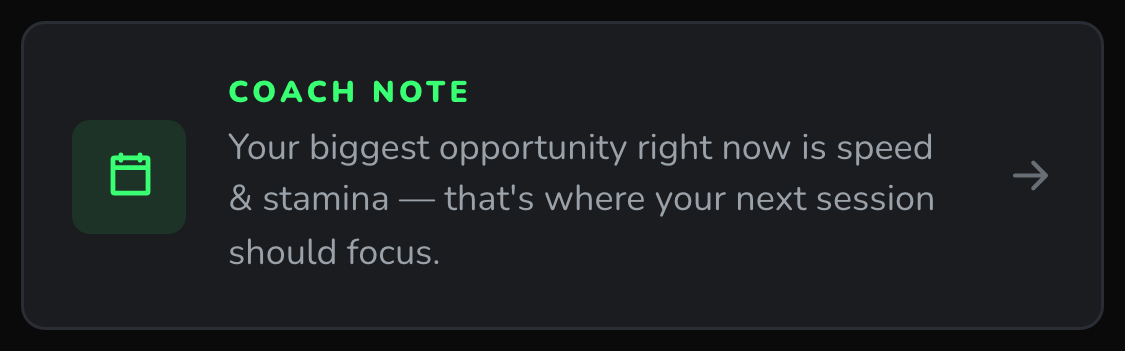 COACH NOTE
Your biggest opportunity right now is speed
& stamina — that's where your next session
should focus.